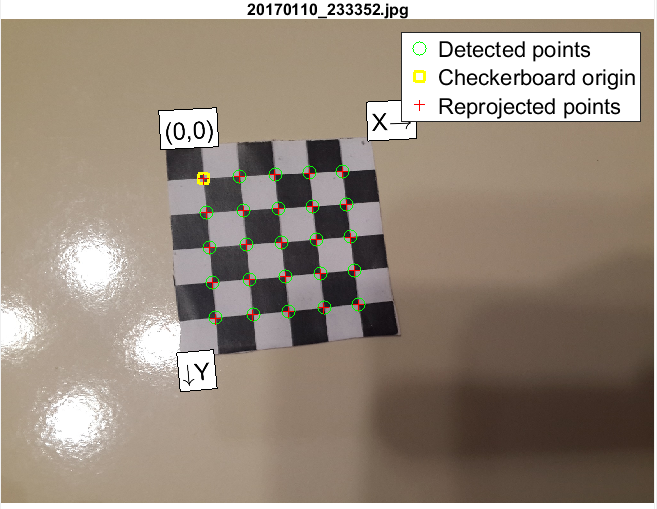 20170110_233352.jpg
Detected points
Checkerboard origin
Reprojected points
(0,0)
X→
↓Y